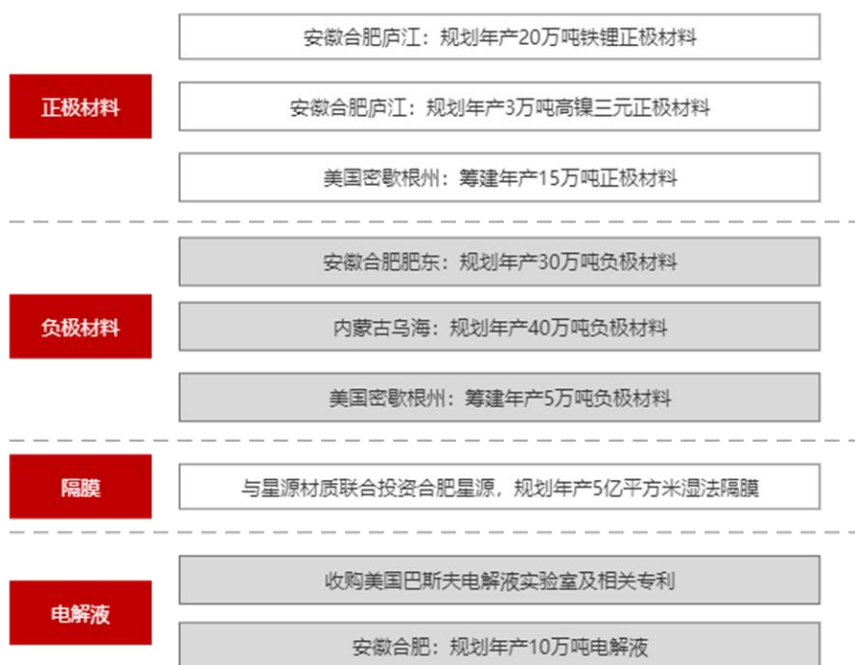 正极材料
安徽合肥庐江：规划年产20万吨铁锂正极材料
安徽合肥庐江：规划年产3万吨高镍三元正极材料
美国密歇根州：筹建年产15万吨正极材料
负极材料
安徽合肥肥东：规划年产30万吨负极材料
内蒙古乌海：规划年产40万吨负极材料
美国密歇根州：筹建年产5万吨负极材料
隔膜
与星源材质联合投资合肥星源，规划年产5亿平方米湿法隔膜
电解液
收购美国巴斯夫电解液实验室及相关专利
安徽合肥：规划年产10万吨电解液